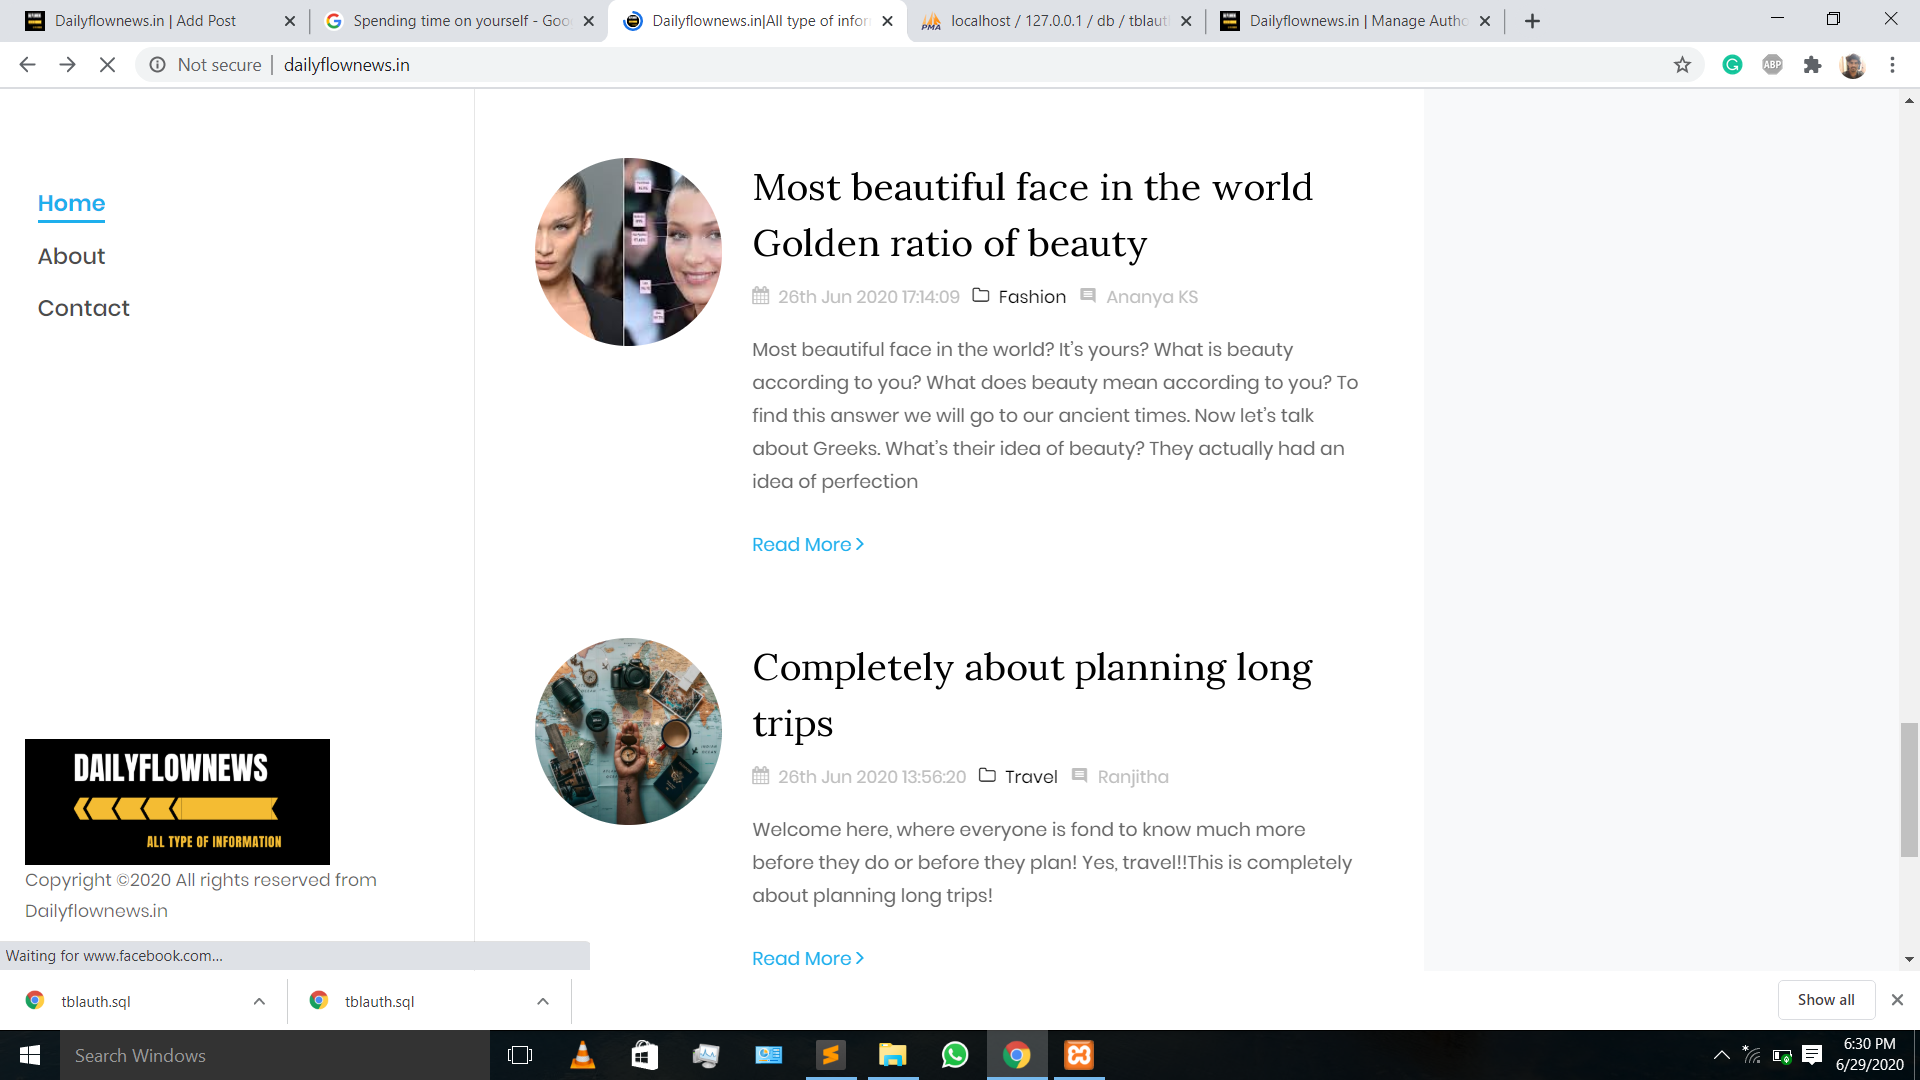 Dailyflownews.in | Add Post
Spending time on yourself - Goo
Dailyflownews.in|All type of infor
localhost / 127.0.0.1 / db / tblaut
Dailyflownews.in | Manage Autho
Not secure | dailyflownews.in
ABP
Home
About
Contact
Most beautiful face in the world
Golden ratio of beauty
26th Jun 2020 17:14:09 Fashion Ananya KS
Most beautiful face in the world? It's yours? What is beauty
according to you? What does beauty mean according to you? To
find this answer we will go to our ancient times. Now let's talk
about Greeks. What's their idea of beauty? They actually had an
idea of perfection
Read More
Completely about planning long
trips
26th Jun 2020 13:56:20 Travel Ranjitha
Welcome here, where everyone is fond to know much more
before they do or before they plan! Yes, travel!!This is completely
about planning long trips!
Read More
DAILYFLOWNEWS
ALL TYPE OF INFORMATION
Copyright ©2020 All rights reserved from
Dailyflownews.in
Waiting for www.facebook.com...
tblauth.sql
tblauth.sql
Show all
Search Windows
6:30 PM
6/29/2020